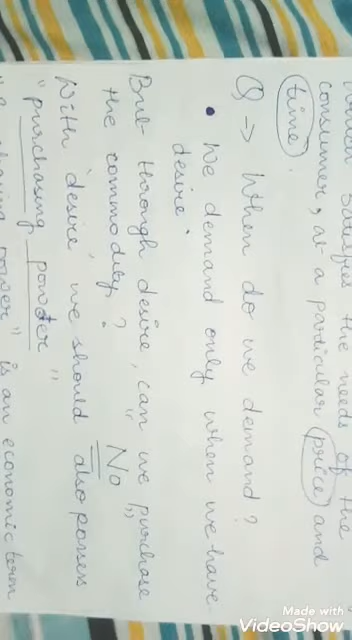 satisfies the needs of the
consumer, at a particular price and
time.
Q → When do we demand?
• We demand only when we have
desire.
But through desire, can we "purchase"
the commodity? No
With desire, we should also possess
"purchasing power"
power" is an economic term
Made with
VideoShow